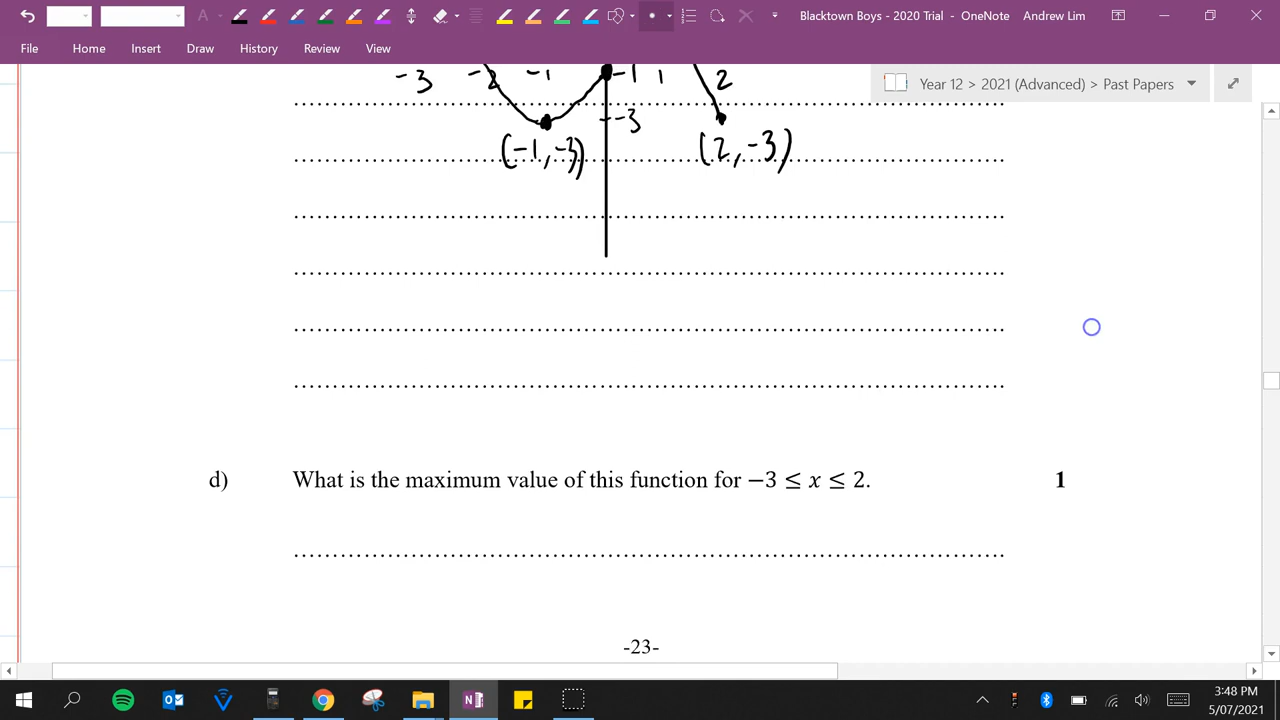 Blacktown Boys - 2020 Trial - OneNote
Andrew Lim
File Home Insert Draw History Review View
Year 12 > 2021 (Advanced) > Past Papers
-3 -2 -1 -1 1 2
-3
(-1, -3) (2, -3)
d) What is the maximum value of this function for −3 ≤ x ≤ 2. 1
-23-
3:48 PM
5/07/2021